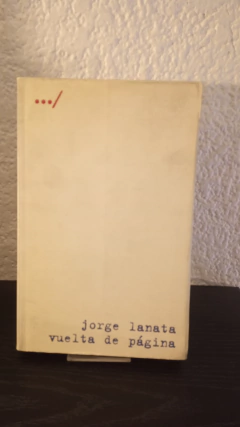 .../
jorge lanata
vuelta de página